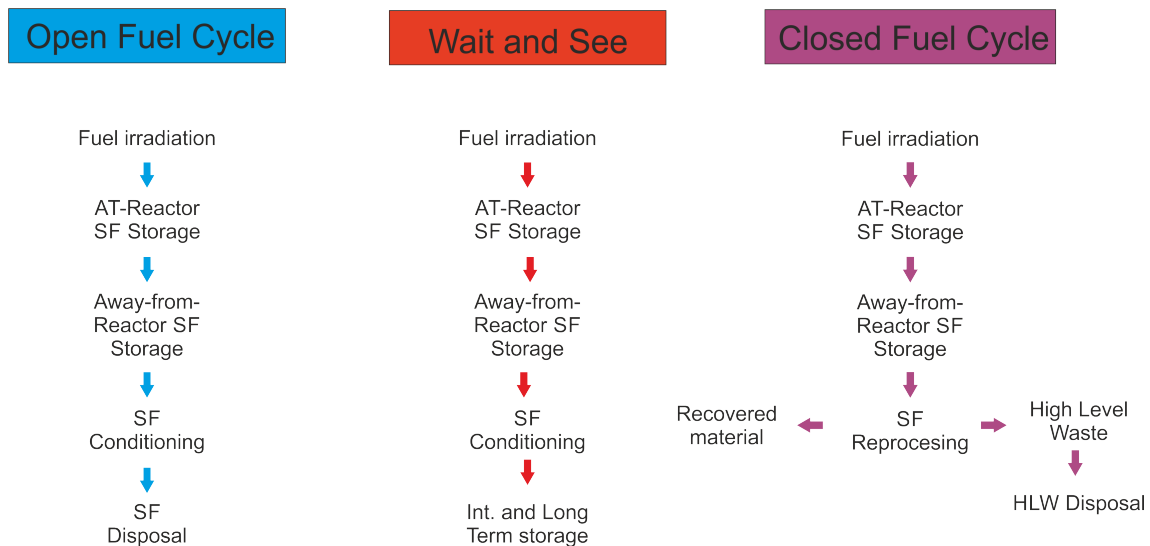 Open Fuel Cycle
Wait and See
Closed Fuel Cycle
Fuel irradiation
AT-Reactor
SF Storage
Away-from-
Reactor SF
Storage
SF
Conditioning
SF
Disposal
Fuel irradiation
AT-Reactor
SF Storage
Away-from-
Reactor SF
Storage
SF
Conditioning
Int. and Long
Term storage
Fuel irradiation
AT-Reactor
SF Storage
Away-from-
Reactor SF
Storage
Recovered
material
SF
Reprocesing
High Level
Waste
HLW Disposal